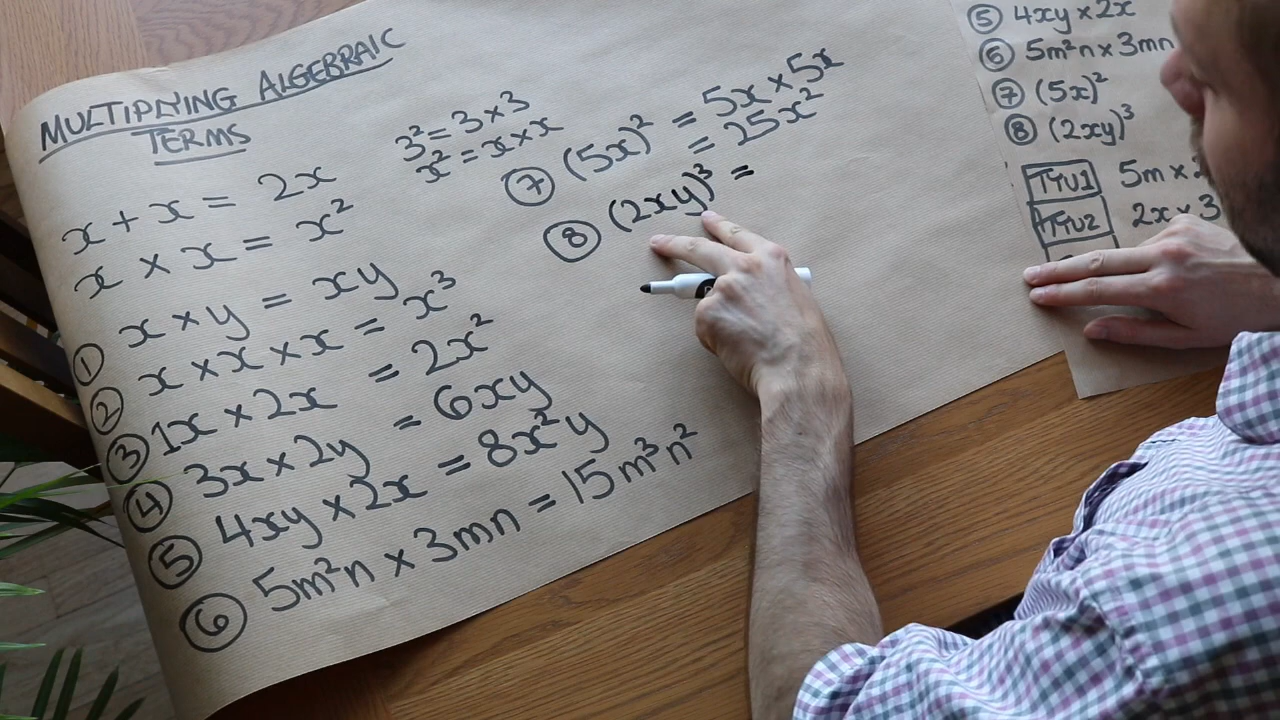 MULTIPLYING ALGEBRAIC
TERMS
x + x = 2x
x × x = x²
① x × y = xy
② x × x × x = x³
③ 1x × 2x = 2x²
④ 3x × 2y = 6xy
⑤ 4xy × 2x = 8x²y
⑥ 5m²n × 3mn = 15m³n²
3² = 3 × 3
x² = x × x
⑦ (5x)² = 5x × 5x
= 25x²
⑧ (2xy)³ =
⑤ 4xy × 2x
⑥ 5m²n × 3mn
⑦ (5x)²
⑧ (2xy)³
TYU1 5m ×
TYU2 2x × 3